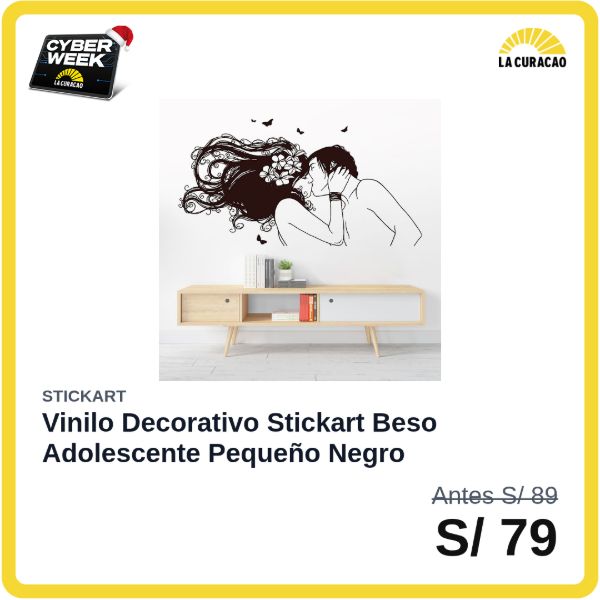 CYBER
WEEK
LA CURACAO
LA CURACAO
STICKART
Vinilo Decorativo Stickart Beso
Adolescente Pequeño Negro
Antes S/ 89
S/ 79